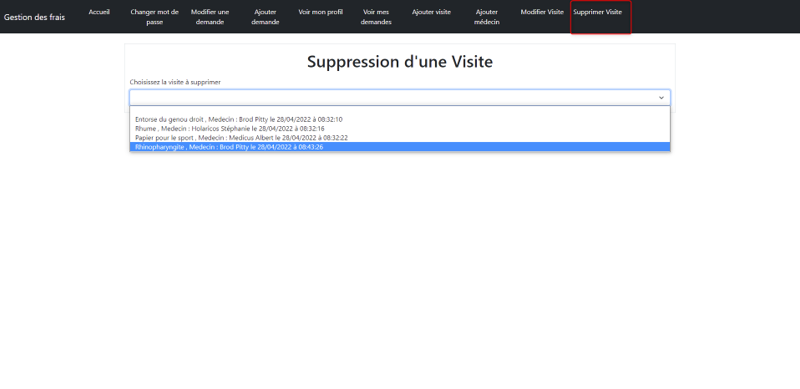 Gestion des frais
Accueil
Changer mot de
passe
Modifier une
demande
Ajouter
demande
Voir mon profil
Voir mes
demandes
Ajouter visite
Ajouter
médecin
Modifier Visite
Supprimer Visite
Suppression d'une Visite
Choisissez la visite à supprimer
Entorse du genou droit , Medecin : Brod Pitty le 28/04/2022 à 08:32:10
Rhume , Medecin : Holaricos Stéphanie le 28/04/2022 à 08:32:16
Papier pour le sport , Medecin : Medicus Albert le 28/04/2022 à 08:32:22
Rhinopharyngite , Medecin : Brod Pitty le 28/04/2022 à 08:43:26